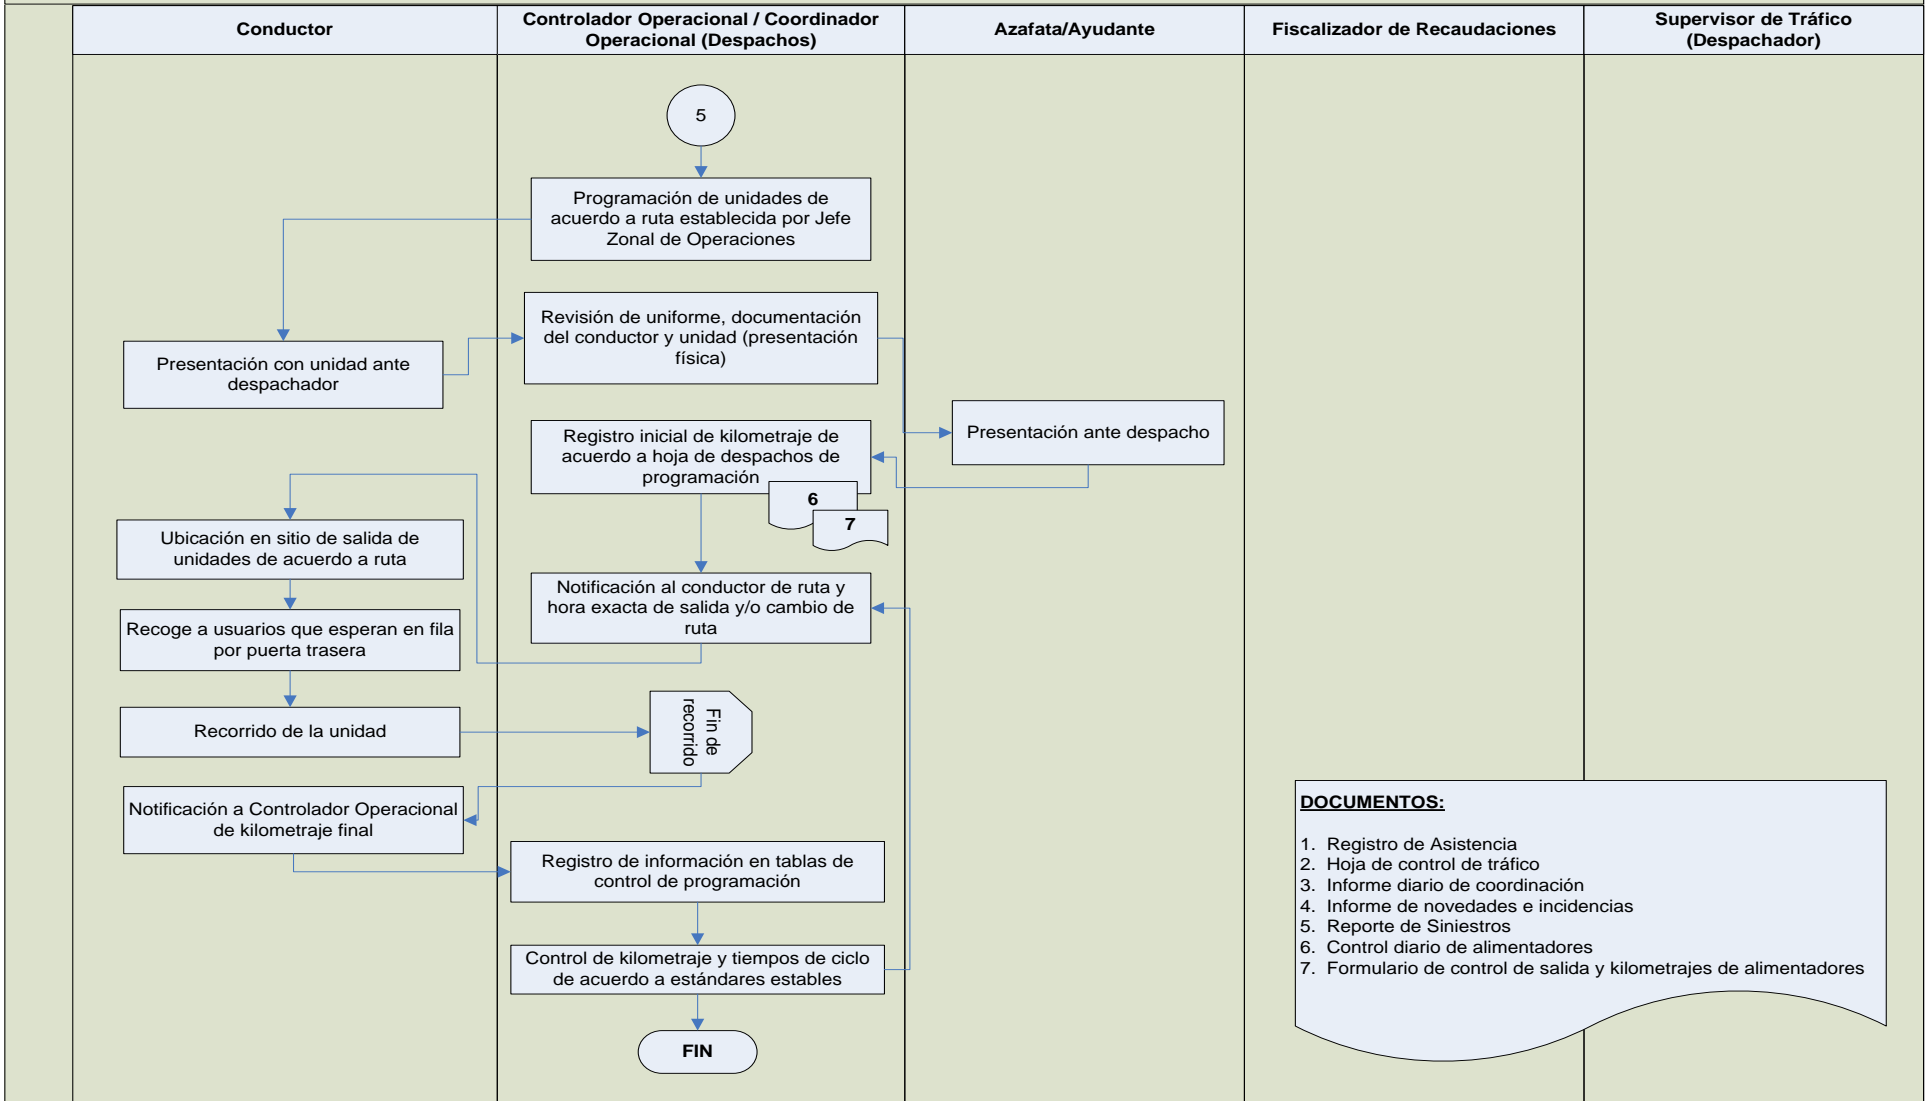 Conductor
Controlador Operacional / Coordinador
Operacional (Despachos)
Azafata/Ayudante
Fiscalizador de Recaudaciones
Supervisor de Tráfico
(Despachador)
5
Programación de unidades de
acuerdo a ruta establecida por Jefe
Zonal de Operaciones
Presentación con unidad ante
despachador
Revisión de uniforme, documentación
del conductor y unidad (presentación
física)
Presentación ante despacho
Registro inicial de kilometraje de
acuerdo a hoja de despachos de
programación
6
7
Notificación al conductor de ruta y
hora exacta de salida y/o cambio de
ruta
Ubicación en sitio de salida de
unidades de acuerdo a ruta
Recoge a usuarios que esperan en fila
por puerta trasera
Recorrido de la unidad
Fin de
recorrido
Notificación a Controlador Operacional
de kilometraje final
Registro de información en tablas de
control de programación
Control de kilometraje y tiempos de ciclo
de acuerdo a estándares estables
FIN
DOCUMENTOS:
1. Registro de Asistencia
2. Hoja de control de tráfico
3. Informe diario de coordinación
4. Informe de novedades e incidencias
5. Reporte de Siniestros
6. Control diario de alimentadores
7. Formulario de control de salida y kilometrajes de alimentadores